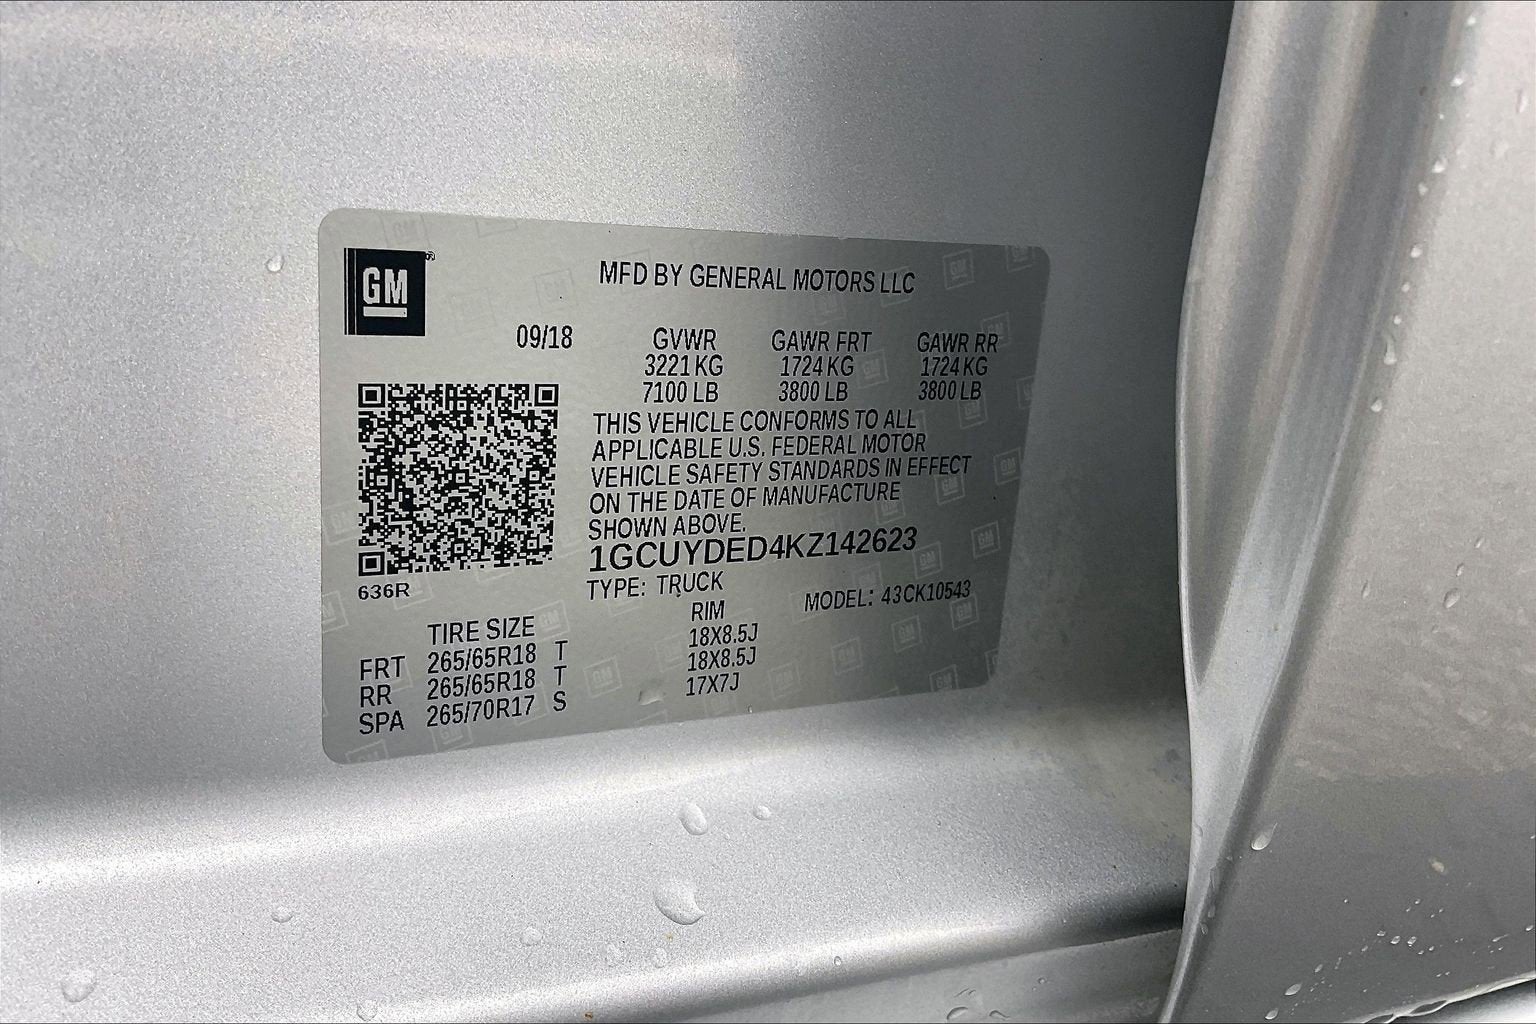 GM
MFD BY GENERAL MOTORS LLC
09/18 GVWR GAWR FRT GAWR RR
3221 KG 1724 KG 1724 KG
7100 LB 3800 LB 3800 LB
THIS VEHICLE CONFORMS TO ALL
APPLICABLE U.S. FEDERAL MOTOR
VEHICLE SAFETY STANDARDS IN EFFECT
ON THE DATE OF MANUFACTURE
SHOWN ABOVE.
1GCUYDED4KZ142623
636R
TYPE: TRUCK MODEL: 43CK10543
TIRE SIZE RIM
FRT 265/65R18 T 18X8.5J
RR 265/65R18 T 18X8.5J
SPA 265/70R17 S 17X7J